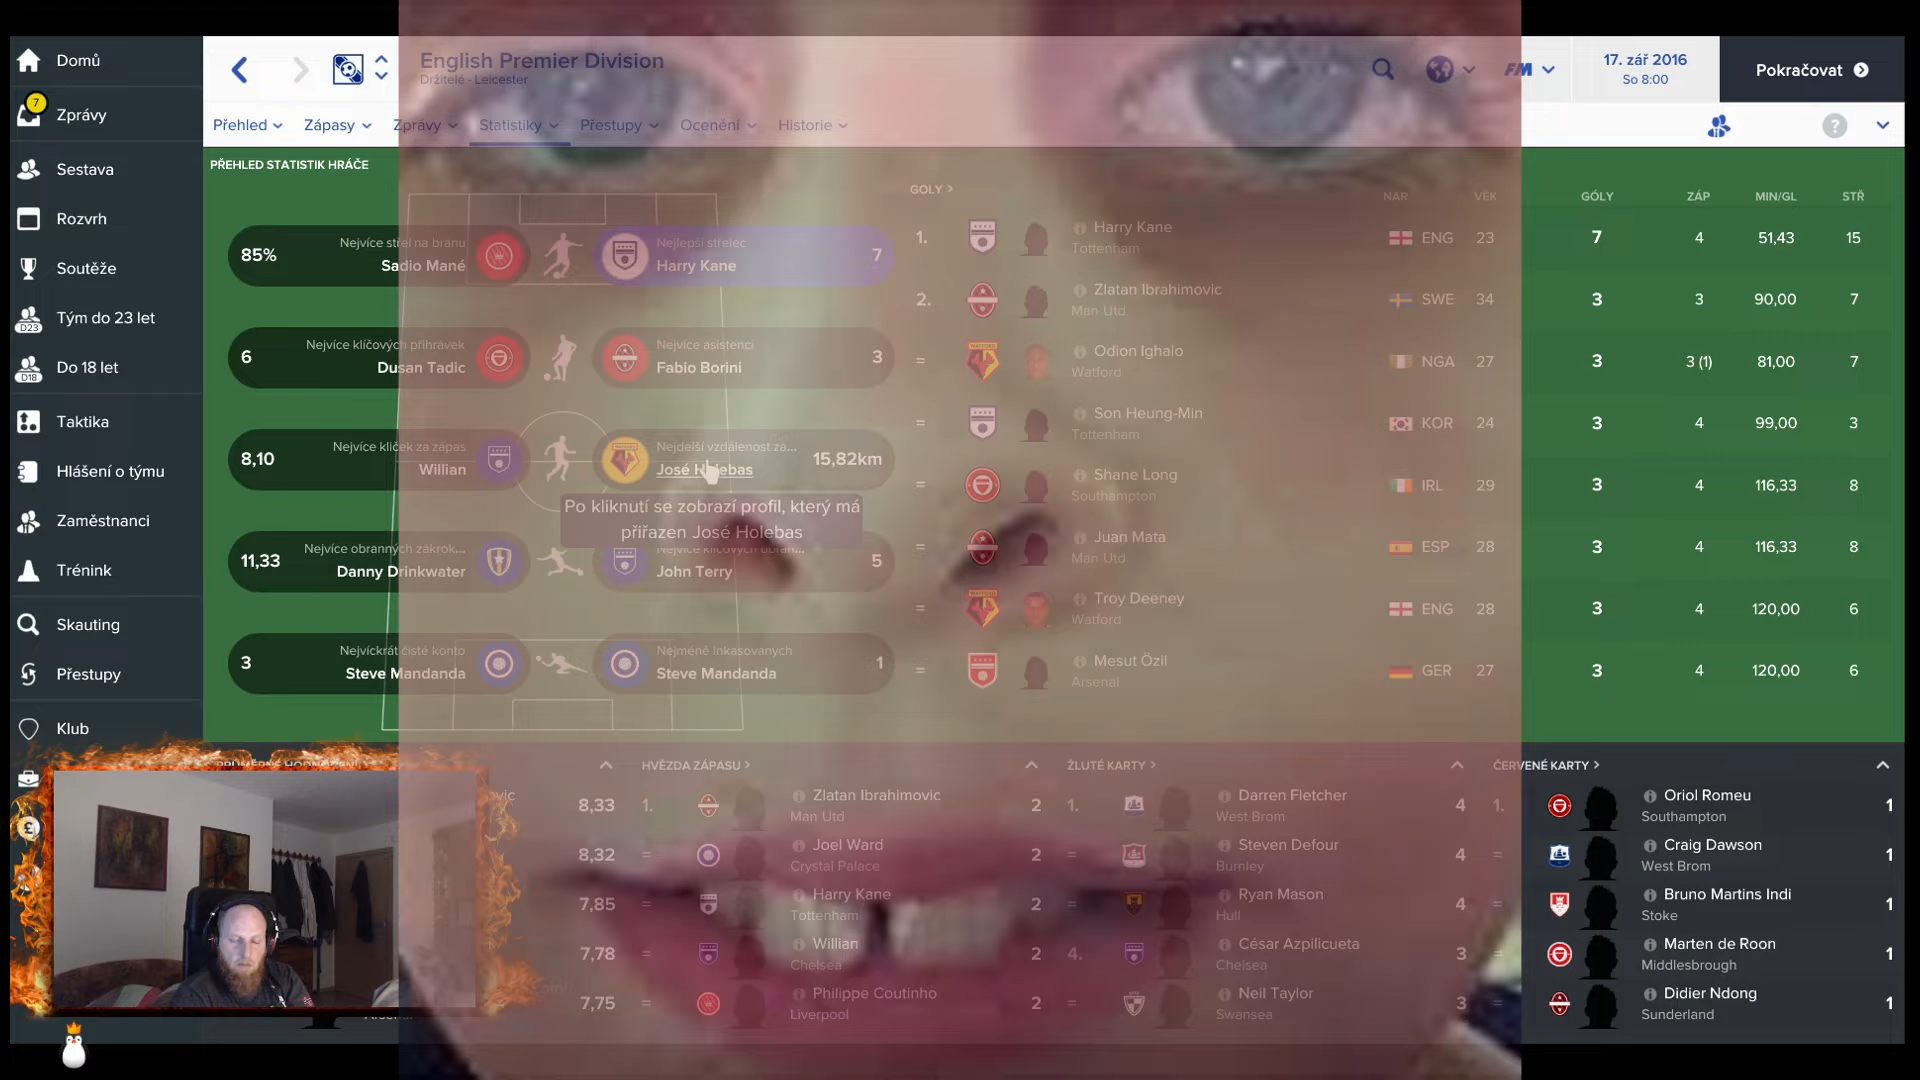 Domů
7
Zprávy
Sestava
Rozvrh
Soutěže
D23
Tým do 23 let
D18
Do 18 let
Taktika
Hlášení o týmu
Zaměstnanci
Trénink
Skauting
Přestupy
Klub
English Premier Division
Držitelé - Leicester
FM
17. zář 2016
So 8:00
Pokračovat
Přehled
Zápasy
Zprávy
Statistiky
Přestupy
Ocenění
Historie
?
PŘEHLED STATISTIK HRÁČE
85%
Nejvíce střel na bránu
Sadio Mané
Nejlepší střelec
Harry Kane
7
6
Nejvíce klíčových přihrávek
Dusan Tadic
Nejvíce asistencí
Fabio Borini
3
8,10
Nejvíce kliček za zápas
Willian
Nejdelší vzdálenost za...
José Holebas
15,82km
Po kliknutí se zobrazí profil, který má
přiřazen José Holebas
11,33
Nejvíce obranných zákrok...
Danny Drinkwater
Nejvíce klíčových obran...
John Terry
5
3
Nejvíckrát čisté konto
Steve Mandanda
Nejméně inkasovaných
Steve Mandanda
1
GÓLY >
NÁR VĚK GÓLY ZÁP MIN/GL STŘ
1. Harry Kane Tottenham ENG 23 7 4 51,43 15
2. Zlatan Ibrahimovic Man Utd SWE 34 3 3 90,00 7
= Odion Ighalo Watford NGA 27 3 3 (1) 81,00 7
= Son Heung-Min Tottenham KOR 24 3 4 99,00 3
= Shane Long Southampton IRL 29 3 4 116,33 8
= Juan Mata Man Utd ESP 28 3 4 116,33 8
= Troy Deeney Watford ENG 28 3 4 120,00 6
= Mesut Özil Arsenal GER 27 3 4 120,00 6
8,33
8,32
7,85
7,78
7,75
HVĚZDA ZÁPASU >
1. Zlatan Ibrahimovic 2
Man Utd
= Joel Ward 2
Crystal Palace
= Harry Kane 2
Tottenham
= Willian 2
Chelsea
= Philippe Coutinho 2
Liverpool
ŽLUTÉ KARTY >
1. Darren Fletcher 4
West Brom
= Steven Defour 4
Burnley
= Ryan Mason 4
Hull
4. César Azpilicueta 3
Chelsea
= Neil Taylor 3
Swansea
ČERVENÉ KARTY >
1. Oriol Romeu 1
Southampton
= Craig Dawson 1
West Brom
= Bruno Martins Indi 1
Stoke
= Marten de Roon 1
Middlesbrough
= Didier Ndong 1
Sunderland